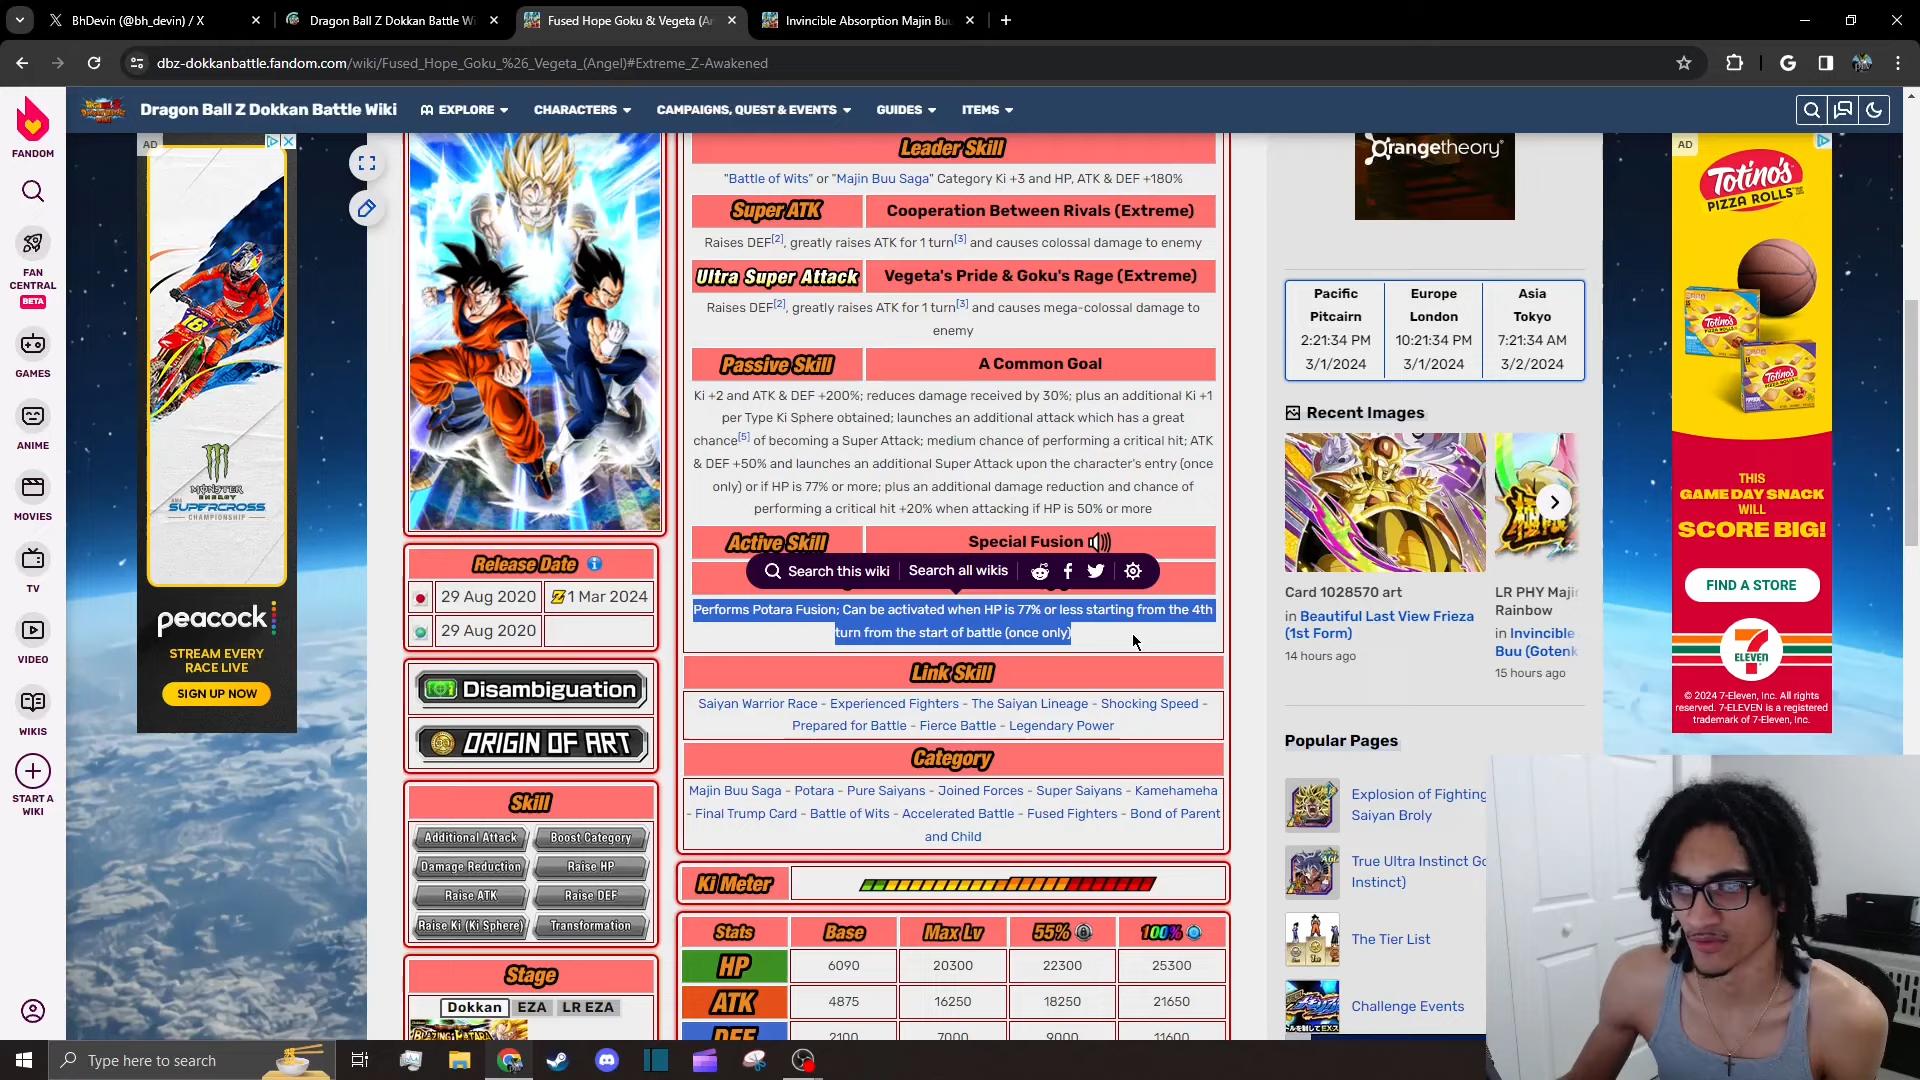 BhDevin (@bh_devin) / X
Dragon Ball Z Dokkan Battle Wi
Fused Hope Goku & Vegeta (A
Invincible Absorption Majin Buu
dbz-dokkanbattle.fandom.com/wiki/Fused_Hope_Goku_%26_Vegeta_(Angel)#Extreme_Z-Awakened
Dragon Ball Z Dokkan Battle Wiki
EXPLORE
CHARACTERS
CAMPAIGNS, QUEST & EVENTS
GUIDES
ITEMS
FANDOM
FAN CENTRAL
BETA
GAMES
ANIME
MOVIES
TV
VIDEO
WIKIS
START A WIKI
AD
MONSTER
ENERGY
SUPERCROSS
CHAMPIONSHIP
peacock
STREAM EVERY
RACE LIVE
SIGN UP NOW
Release Date
29 Aug 2020
1 Mar 2024
29 Aug 2020
Disambiguation
ORIGIN OF ART
Skill
Additional Attack
Boost Category
Damage Reduction
Raise HP
Raise ATK
Raise DEF
Raise Ki (Ki Sphere)
Transformation
Stage
Dokkan
EZA
LR EZA
Leader Skill
"Battle of Wits" or "Majin Buu Saga" Category Ki +3 and HP, ATK & DEF +180%
Super ATK
Cooperation Between Rivals (Extreme)
Raises DEF[2], greatly raises ATK for 1 turn[3] and causes colossal damage to enemy
Ultra Super Attack
Vegeta's Pride & Goku's Rage (Extreme)
Raises DEF[2], greatly raises ATK for 1 turn[3] and causes mega-colossal damage to
enemy
Passive Skill
A Common Goal
Ki +2 and ATK & DEF +200%; reduces damage received by 30%; plus an additional Ki +1
per Type Ki Sphere obtained; launches an additional attack which has a great
chance[5] of becoming a Super Attack; medium chance of performing a critical hit; ATK
& DEF +50% and launches an additional Super Attack upon the character's entry (once
only) or if HP is 77% or more; plus an additional damage reduction and chance of
performing a critical hit +20% when attacking if HP is 50% or more
Active Skill
Special Fusion
Search this wiki
Search all wikis
Performs Potara Fusion; Can be activated when HP is 77% or less starting from the 4th
turn from the start of battle (once only)
Link Skill
Saiyan Warrior Race - Experienced Fighters - The Saiyan Lineage - Shocking Speed -
Prepared for Battle - Fierce Battle - Legendary Power
Category
Majin Buu Saga - Potara - Pure Saiyans - Joined Forces - Super Saiyans - Kamehameha
- Final Trump Card - Battle of Wits - Accelerated Battle - Fused Fighters - Bond of Parent
and Child
Ki Meter
Stats
Base
Max Lv
55%
100%
HP
6090
20300
22300
25300
ATK
4875
16250
18250
21650
DEF
2100
7000
9000
11600
Orangetheory
Pacific
Pitcairn
2:21:34 PM
3/1/2024
Europe
London
10:21:34 PM
3/1/2024
Asia
Tokyo
7:21:34 AM
3/2/2024
Recent Images
Card 1028570 art
in Beautiful Last View Frieza
(1st Form)
14 hours ago
LR PHY Maji
Rainbow
in Invincible
Buu (Gotenk
15 hours ago
Popular Pages
Explosion of Fighting
Saiyan Broly
True Ultra Instinct Go
Instinct)
The Tier List
Challenge Events
AD
Totino's
PIZZA ROLLS
THIS
GAME DAY SNACK
WILL
SCORE BIG!
FIND A STORE
7
ELEVEN
© 2024 7-Eleven, Inc. All rights
reserved. 7-ELEVEN is a registered
trademark of 7-Eleven, Inc.
Type here to search